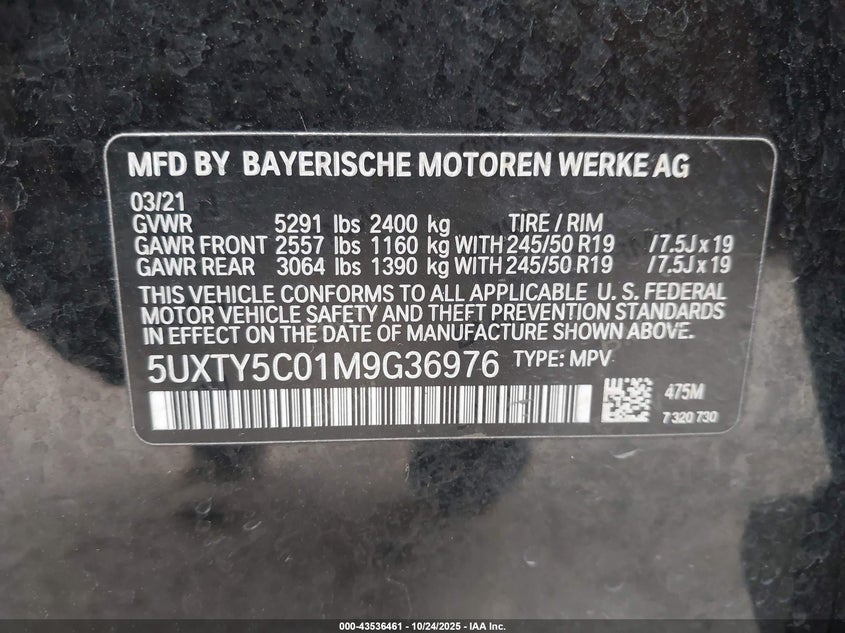 MFD BY BAYERISCHE MOTOREN WERKE AG
03/21
GVWR 5291 lbs 2400 kg TIRE / RIM
GAWR FRONT 2557 lbs 1160 kg WITH 245/50 R19 /7.5J x 19
GAWR REAR 3064 lbs 1390 kg WITH 245/50 R19 /7.5J x 19
THIS VEHICLE CONFORMS TO ALL APPLICABLE U. S. FEDERAL
MOTOR VEHICLE SAFETY AND THEFT PREVENTION STANDARDS
IN EFFECT ON THE DATE OF MANUFACTURE SHOWN ABOVE.
5UXTY5C01M9G36976 TYPE: MPV
475M
7 320 730
000-43536461 - 10/24/2025 - IAA Inc.